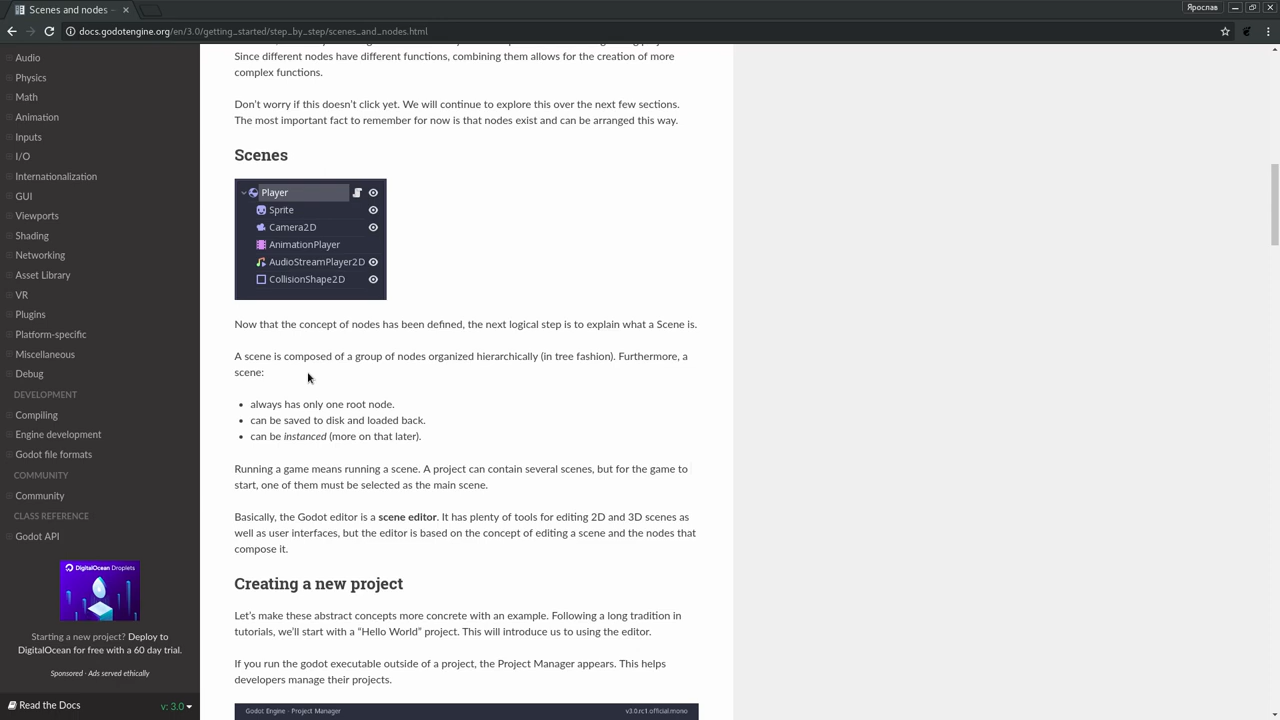 Scenes and nodes
Ярослав
docs.godotengine.org/en/3.0/getting_started/step_by_step/scenes_and_nodes.html
Audio
Physics
Math
Animation
Inputs
I/O
Internationalization
GUI
Viewports
Shading
Networking
Asset Library
VR
Plugins
Platform-specific
Miscellaneous
Debug
DEVELOPMENT
Compiling
Engine development
Godot file formats
COMMUNITY
Community
CLASS REFERENCE
Godot API
DigitalOcean Droplets
Starting a new project? Deploy to
DigitalOcean for free with a 60 day trial.
Sponsored · Ads served ethically
Read the Docs
v: 3.0
Since different nodes have different functions, combining them allows for the creation of more
complex functions.
Don’t worry if this doesn’t click yet. We will continue to explore this over the next few sections.
The most important fact to remember for now is that nodes exist and can be arranged this way.
Scenes
Player
Sprite
Camera2D
AnimationPlayer
AudioStreamPlayer2D
CollisionShape2D
Now that the concept of nodes has been defined, the next logical step is to explain what a Scene is.
A scene is composed of a group of nodes organized hierarchically (in tree fashion). Furthermore, a
scene:
• always has only one root node.
• can be saved to disk and loaded back.
• can be instanced (more on that later).
Running a game means running a scene. A project can contain several scenes, but for the game to
start, one of them must be selected as the main scene.
Basically, the Godot editor is a scene editor. It has plenty of tools for editing 2D and 3D scenes as
well as user interfaces, but the editor is based on the concept of editing a scene and the nodes that
compose it.
Creating a new project
Let’s make these abstract concepts more concrete with an example. Following a long tradition in
tutorials, we’ll start with a “Hello World” project. This will introduce us to using the editor.
If you run the godot executable outside of a project, the Project Manager appears. This helps
developers manage their projects.
Godot Engine - Project Manager
v3.0.rc1.official.mono